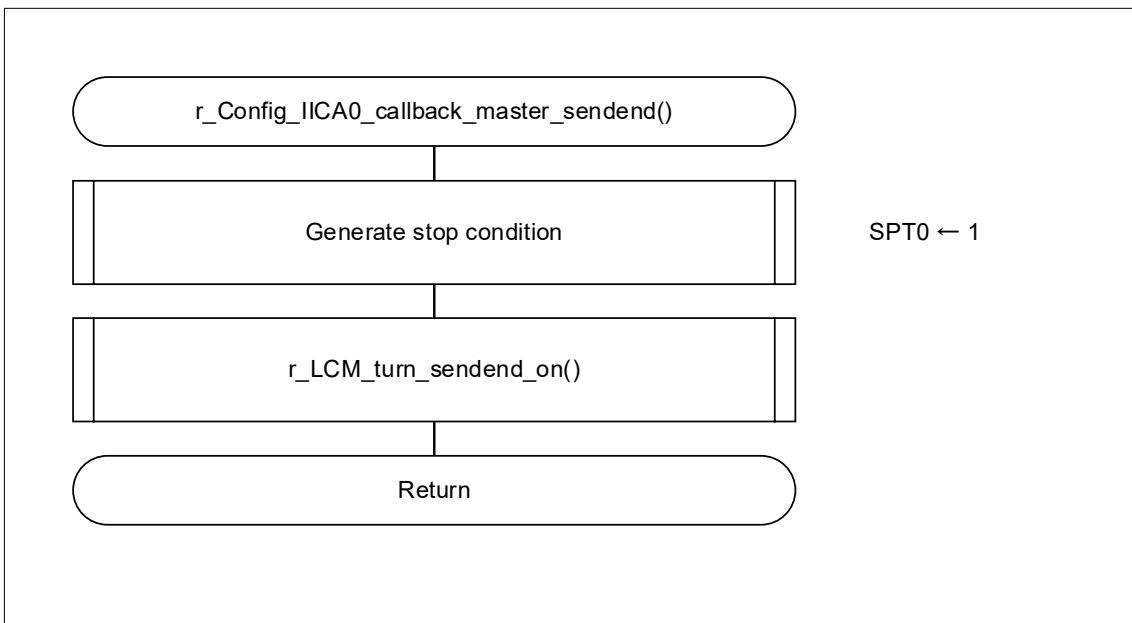 r_Config_IICA0_callback_master_sendend()
Generate stop condition
SPT0 ← 1
r_LCM_turn_sendend_on()
Return